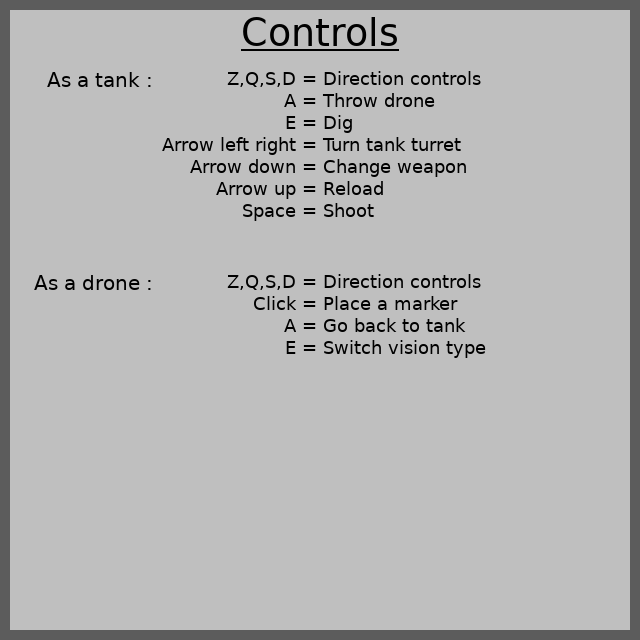 Controls
As a tank : Z,Q,S,D = Direction controls
A = Throw drone
E = Dig
Arrow left right = Turn tank turret
Arrow down = Change weapon
Arrow up = Reload
Space = Shoot
As a drone : Z,Q,S,D = Direction controls
Click = Place a marker
A = Go back to tank
E = Switch vision type